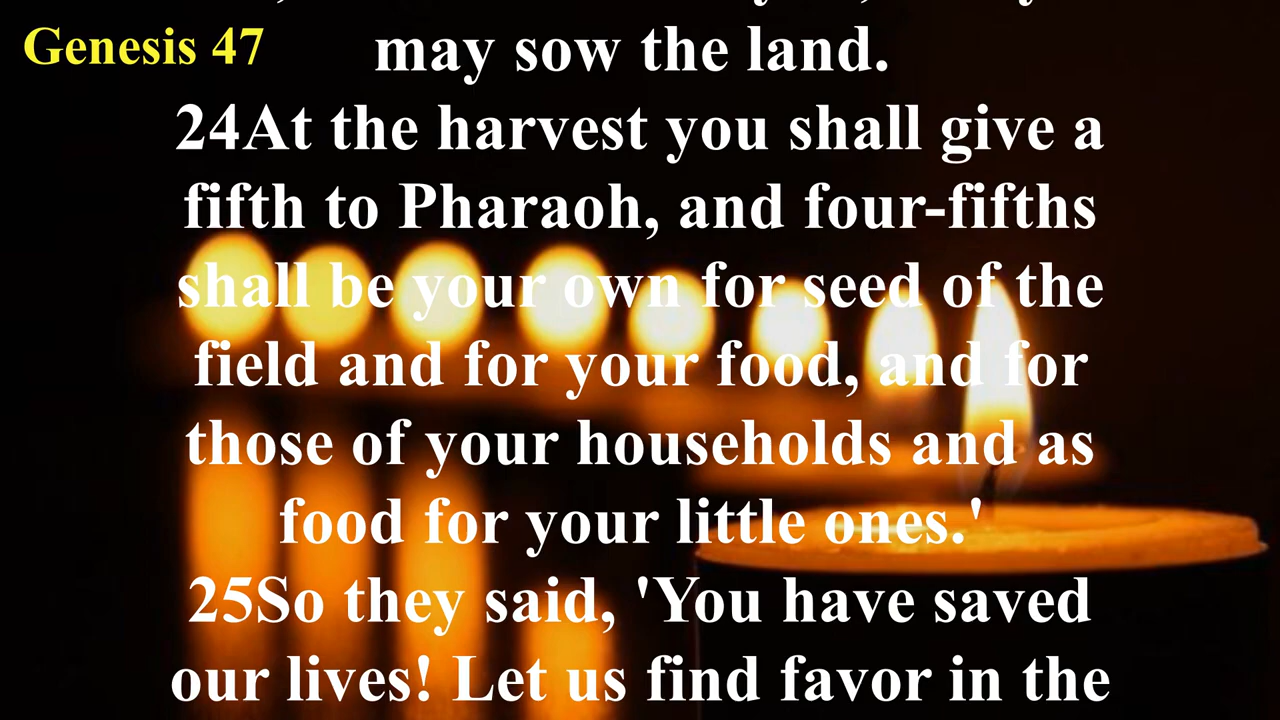 Genesis 47
may sow the land.
24At the harvest you shall give a
fifth to Pharaoh, and four-fifths
shall be your own for seed of the
field and for your food, and for
those of your households and as
food for your little ones.'
25So they said, 'You have saved
our lives! Let us find favor in the